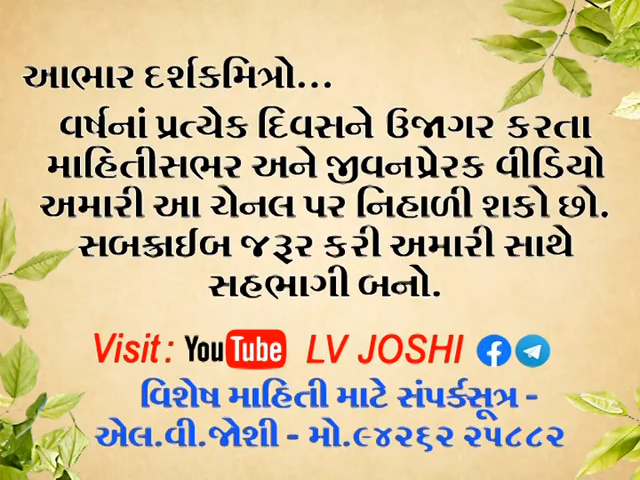 આભાર દર્શકમિત્રો...
વર્ષનાં પ્રત્યેક દિવસને ઉજાગર કરતા
માહિતીસભર અને જીવનપ્રેરક વીડિયો
અમારી આ ચેનલ પર નિહાળી શકો છો.
સબસ્ક્રાઈબ જરૂર કરી અમારી સાથે
સહભાગી બનો.
Visit : YouTube LV JOSHI
વિશેષ માહિતી માટે સંપર્કસૂત્ર -
એલ.વી.જોશી - મો.૯૪૨૬૨ ૨૫૮૮૨